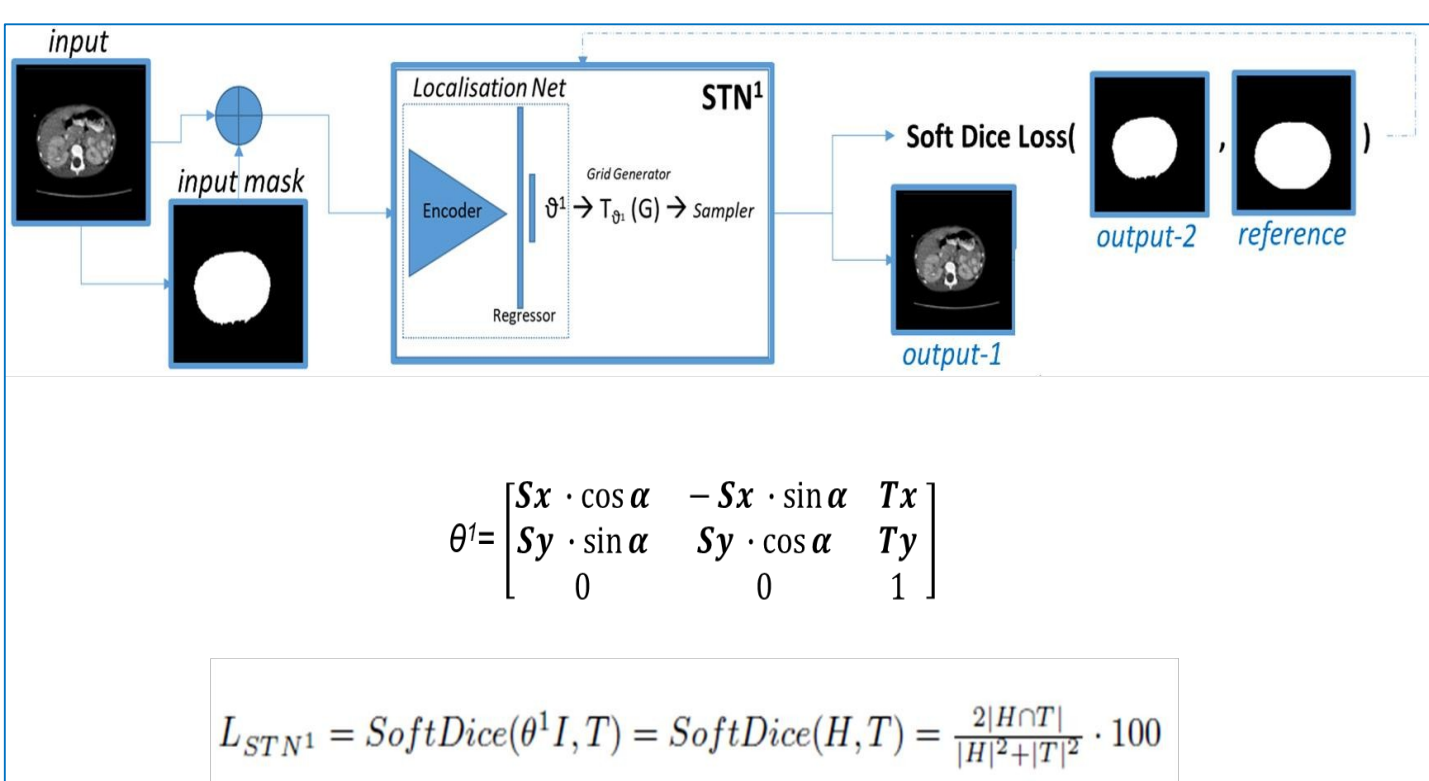 input
input mask
Localisation Net
STN¹
Encoder
Regressor
ϑ¹ → T_ϑ₁ (G) → Sampler
Grid Generator
Soft Dice Loss( , )
output-2
reference
output-1
θ¹= [ Sx · cos α − Sx · sin α Tx
Sy · sin α Sy · cos α Ty
0 0 1 ]
L_STN¹ = SoftDice(θ¹I, T) = SoftDice(H, T) = 2|H∩T| / |H|²+|T|² · 100